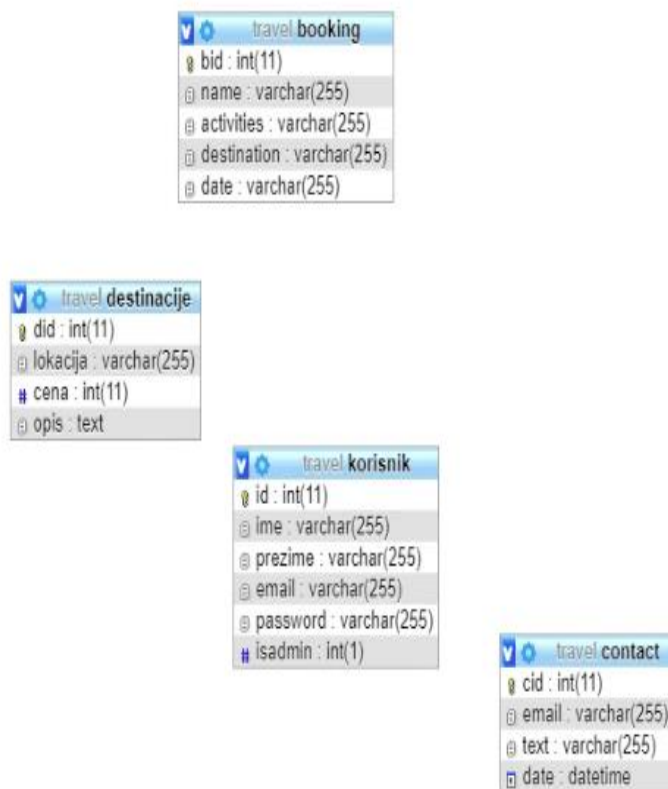 travel booking
bid : int(11)
name : varchar(255)
activities : varchar(255)
destination : varchar(255)
date : varchar(255)
travel destinacije
did : int(11)
lokacija : varchar(255)
# cena : int(11)
opis : text
travel korisnik
id : int(11)
ime : varchar(255)
prezime : varchar(255)
email : varchar(255)
password : varchar(255)
# isadmin : int(1)
travel contact
cid : int(11)
email : varchar(255)
text : varchar(255)
date : datetime